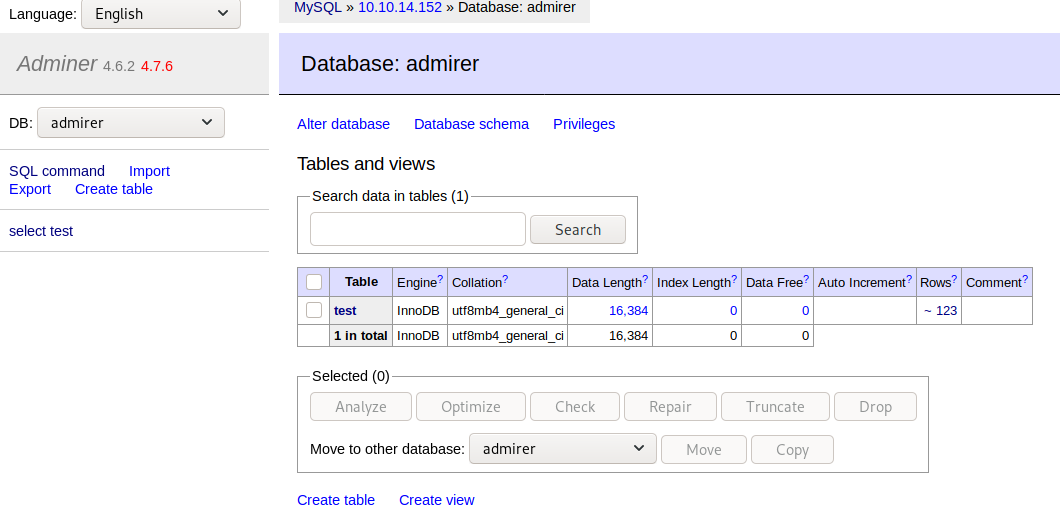 Language: English
MySQL » 10.10.14.152 » Database: admirer
Adminer 4.6.2 4.7.6
Database: admirer
DB: admirer
SQL command Import
Export Create table
select test
Alter database Database schema Privileges
Tables and views
Search data in tables (1)
Search
Table Engine? Collation? Data Length? Index Length? Data Free? Auto Increment? Rows? Comment?
test InnoDB utf8mb4_general_ci 16,384 0 0 ~ 123
1 in total InnoDB utf8mb4_general_ci 16,384 0 0
Selected (0)
Analyze Optimize Check Repair Truncate Drop
Move to other database: admirer Move Copy
Create table Create view